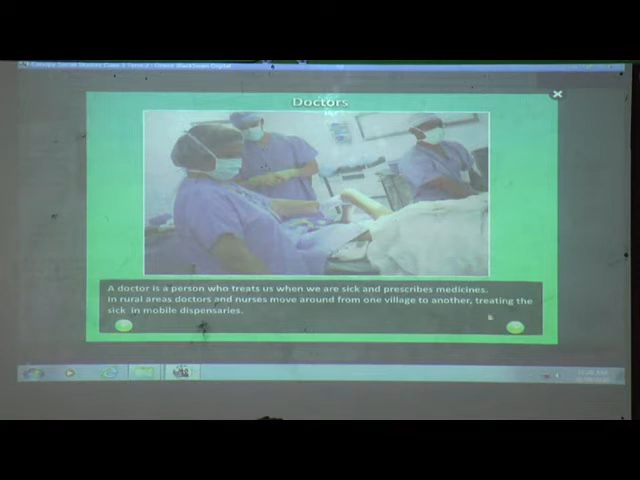 Doctors
A doctor is a person who treats us when we are sick and prescribes medicines.
In rural areas doctors and nurses move around from one village to another, treating the
sick in mobile dispensaries.